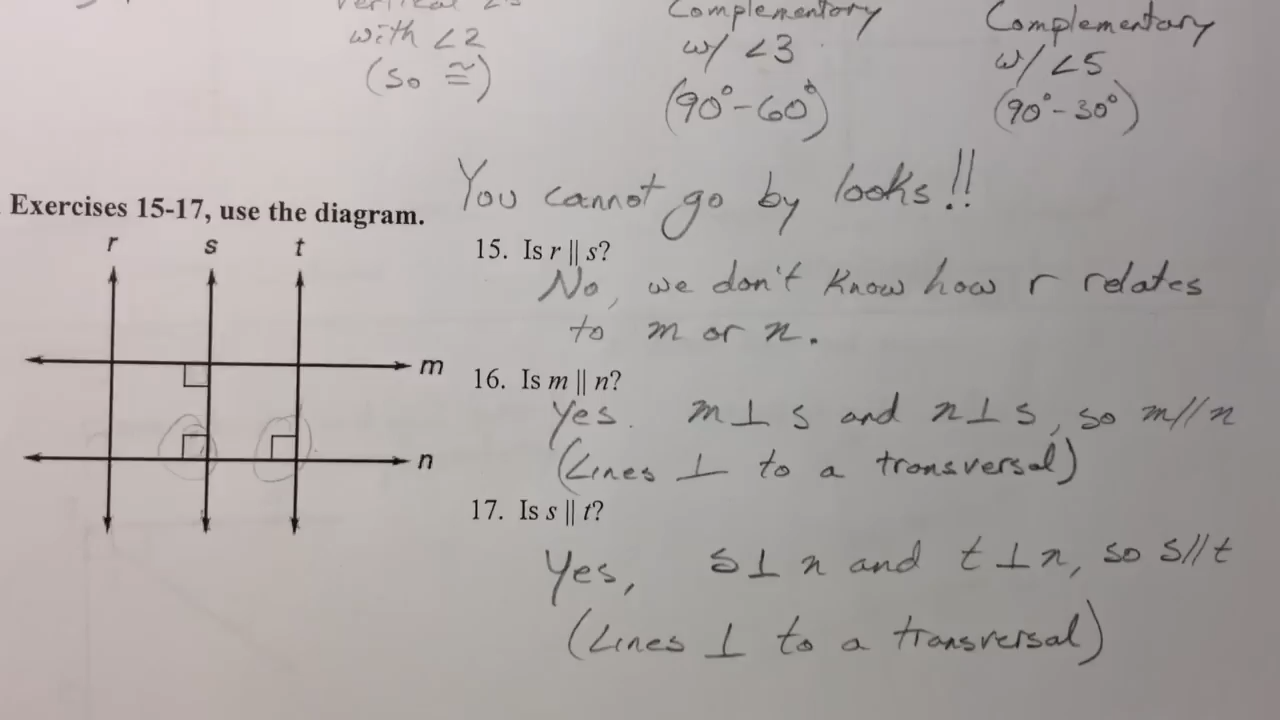 with ∠2
(so ≅)
Complementary
w/ ∠3
(90°-60°)
Complementary
w/ ∠5
(90°-30°)
You cannot go by looks!!
Exercises 15-17, use the diagram.
r s t
m
n
15. Is r || s?
No, we don't know how r relates
to m or n.
16. Is m || n?
Yes. m⊥s and n⊥s, so m//n
(Lines ⊥ to a transversal)
17. Is s || t?
Yes, s⊥n and t⊥n, so s//t
(Lines ⊥ to a transversal)